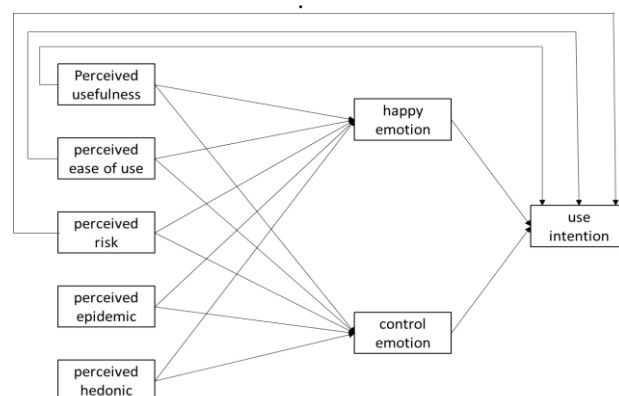 Perceived
usefulness
happy
emotion
perceived
ease of use
perceived
risk
use
intention
perceived
epidemic
control
emotion
perceived
hedonic